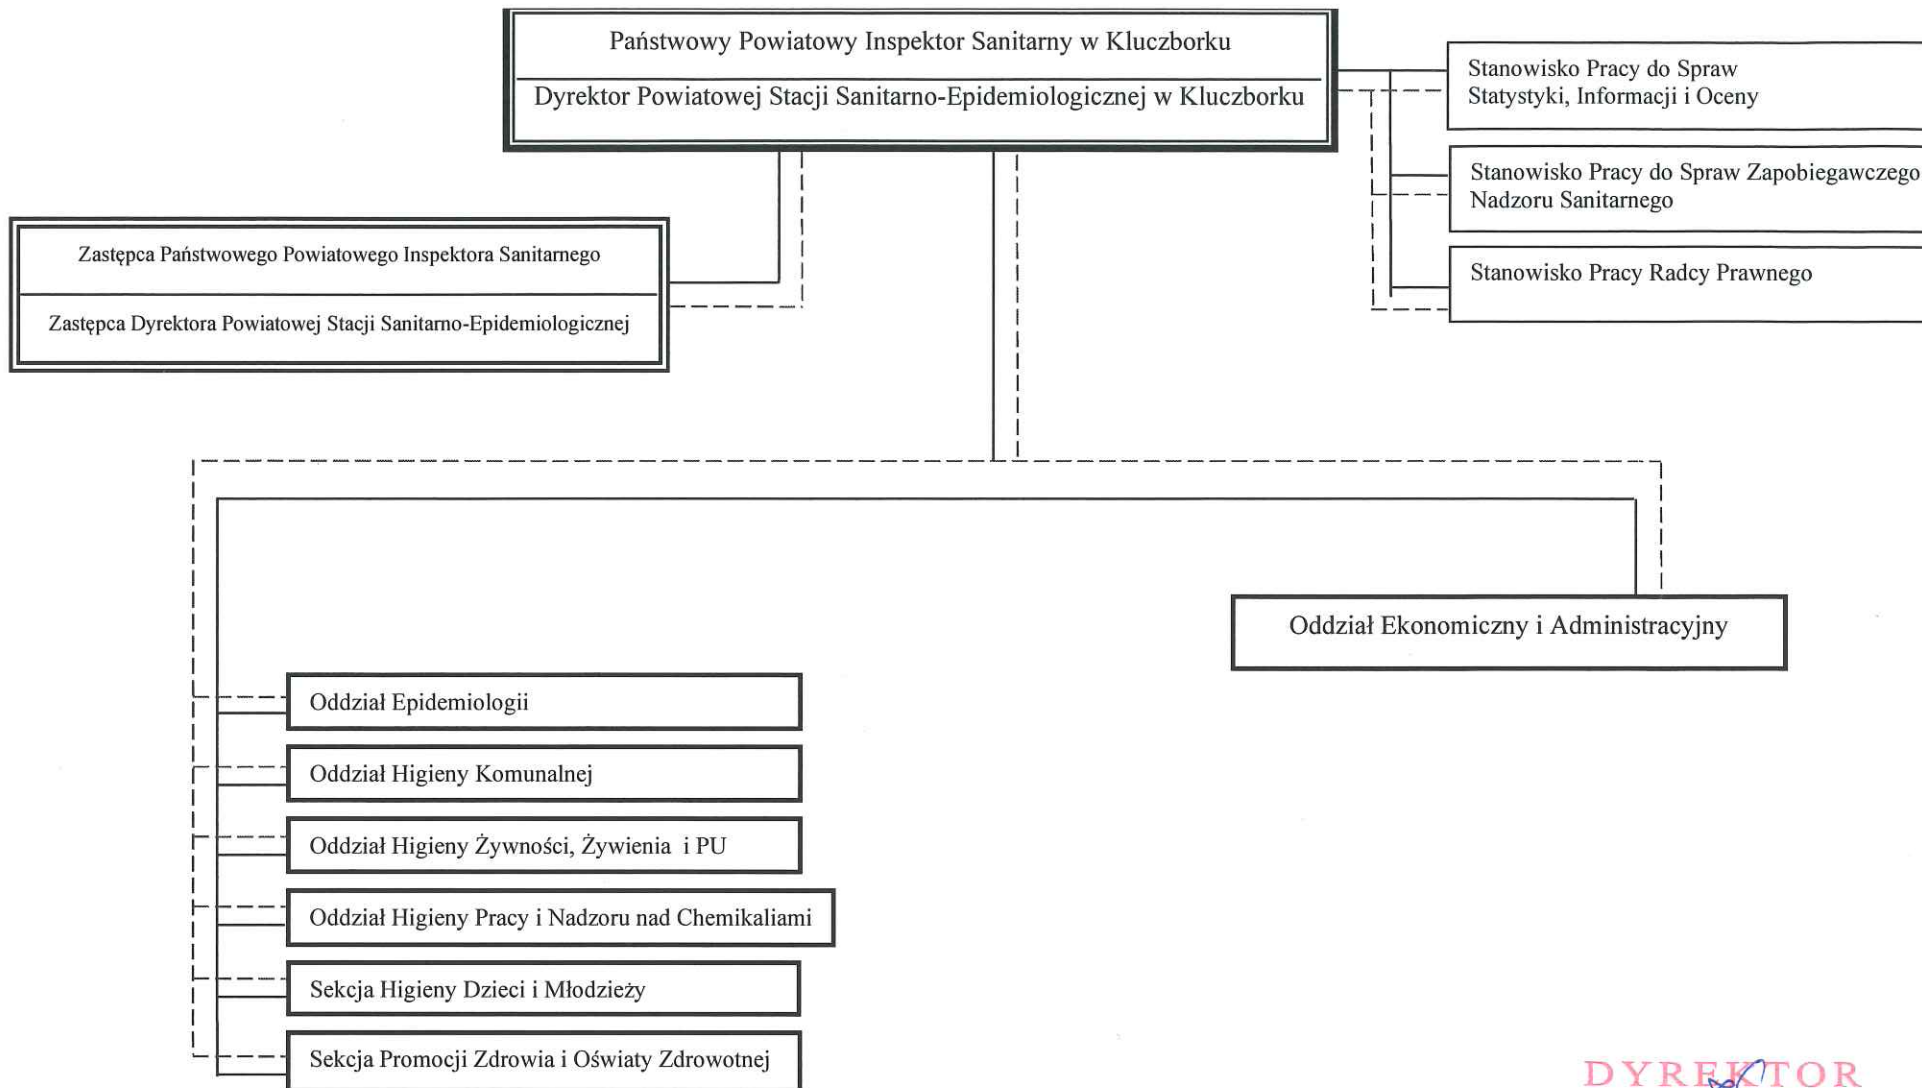 Państwowy Powiatowy Inspektor Sanitarny w Kluczborku
Dyrektor Powiatowej Stacji Sanitarno-Epidemiologicznej w Kluczborku
Stanowisko Pracy do Spraw
Statystyki, Informacji i Oceny
Stanowisko Pracy do Spraw Zapobiegawczego
Nadzoru Sanitarnego
Stanowisko Pracy Radcy Prawnego
Zastępca Państwowego Powiatowego Inspektora Sanitarnego
Zastępca Dyrektora Powiatowej Stacji Sanitarno-Epidemiologicznej
Oddział Ekonomiczny i Administracyjny
Oddział Epidemiologii
Oddział Higieny Komunalnej
Oddział Higieny Żywności, Żywienia i PU
Oddział Higieny Pracy i Nadzoru nad Chemikaliami
Sekcja Higieny Dzieci i Młodzieży
Sekcja Promocji Zdrowia i Oświaty Zdrowotnej
DYREKTOR